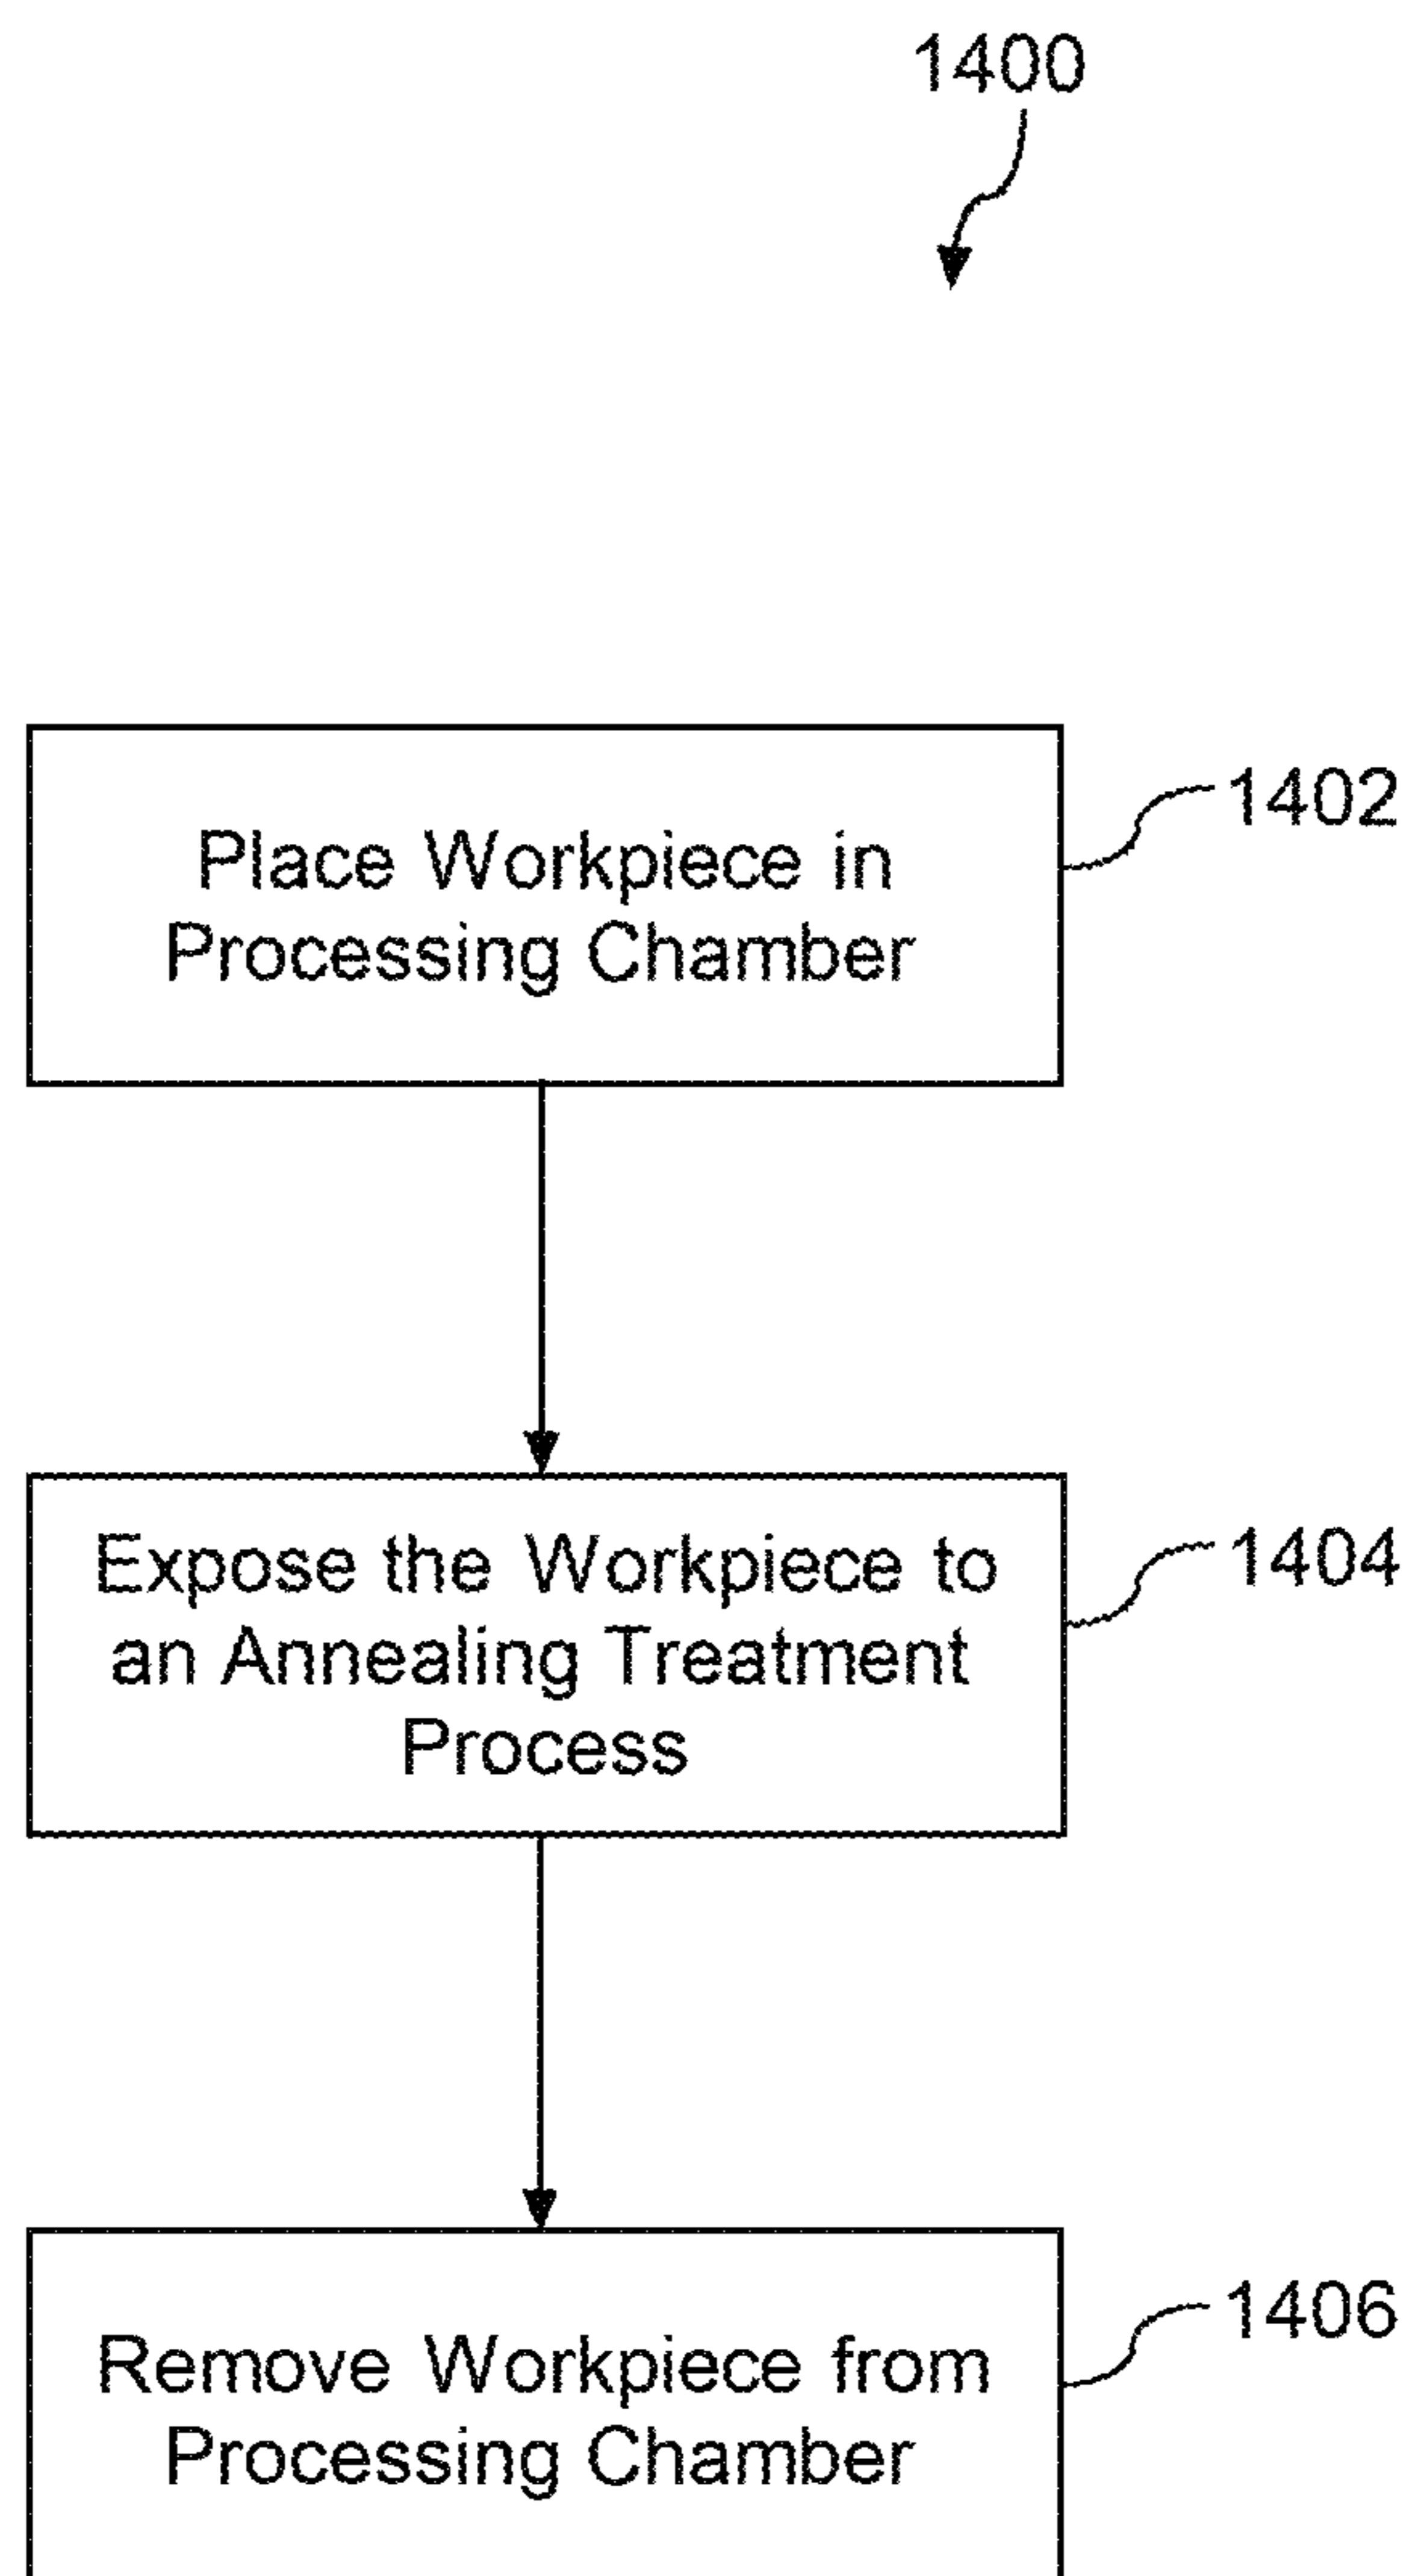 1400
Place Workpiece in
Processing Chamber
1402
Expose the Workpiece to
an Annealing Treatment
Process
1404
Remove Workpiece from
Processing Chamber
1406